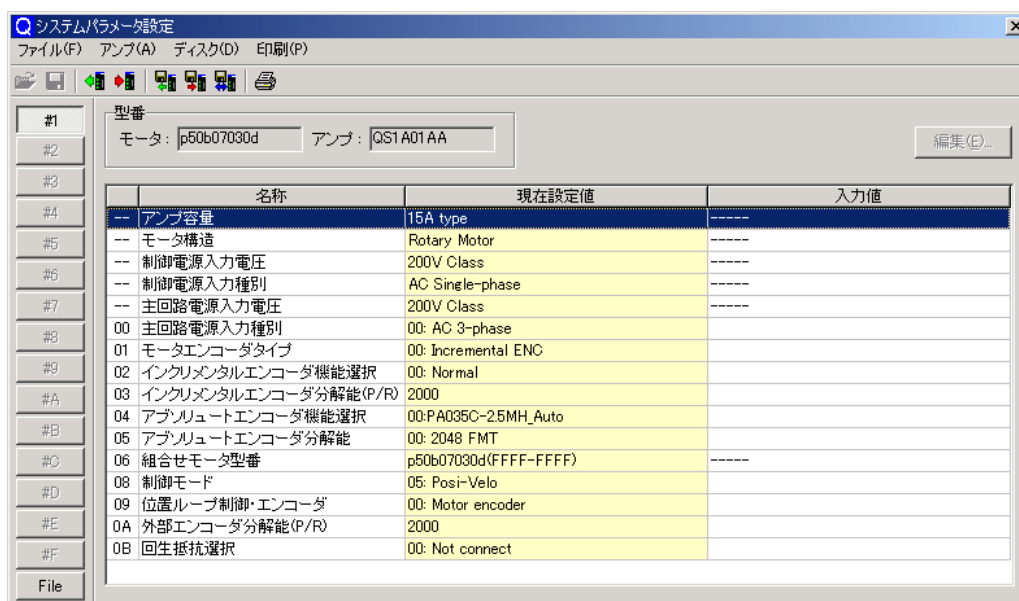 Q システムパラメータ設定
ファイル(F) アンプ(A) ディスク(D) 印刷(P)
#1
#2
#3
#4
#5
#6
#7
#8
#9
#A
#B
#C
#D
#E
#F
File
型番
モータ: p50b07030d アンプ: QS1A01AA
編集(E)...
名称 現在設定値 入力値
-- アンプ容量 15A type -----
-- モータ構造 Rotary Motor -----
-- 制御電源入力電圧 200V Class -----
-- 制御電源入力種別 AC Single-phase -----
-- 主回路電源入力電圧 200V Class -----
00 主回路電源入力種別 00: AC 3-phase
01 モータエンコーダタイプ 00: Incremental ENC
02 インクリメンタルエンコーダ機能選択 00: Normal
03 インクリメンタルエンコーダ分解能(P/R) 2000
04 アブソリュートエンコーダ機能選択 00:PA035C-2.5MH_Auto
05 アブソリュートエンコーダ分解能 00: 2048 FMT
06 組合せモータ型番 p50b07030d(FFFF-FFFF) -----
08 制御モード 05: Posi-Velo
09 位置ループ制御・エンコーダ 00: Motor encoder
0A 外部エンコーダ分解能(P/R) 2000
0B 回生抵抗選択 00: Not connect